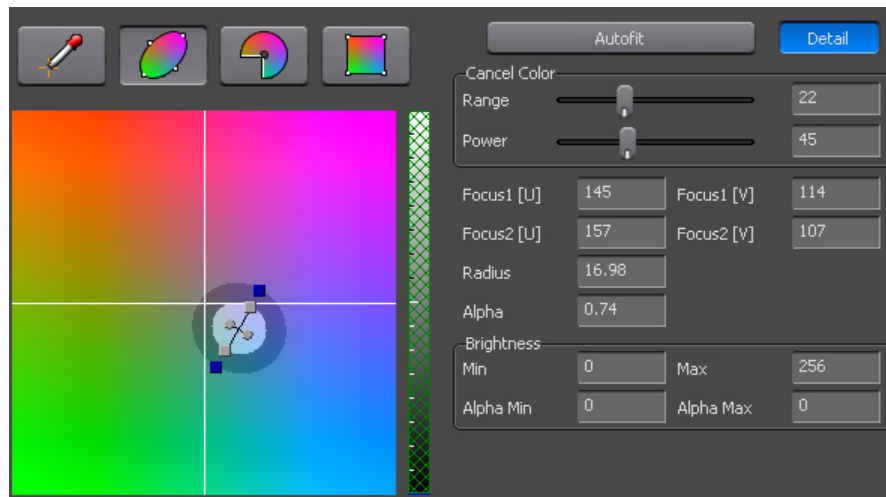 Autofit Detail
Cancel Color
Range 22
Power 45
Focus1 [U] 145 Focus1 [V] 114
Focus2 [U] 157 Focus2 [V] 107
Radius 16.98
Alpha 0.74
Brightness
Min 0 Max 256
Alpha Min 0 Alpha Max 0